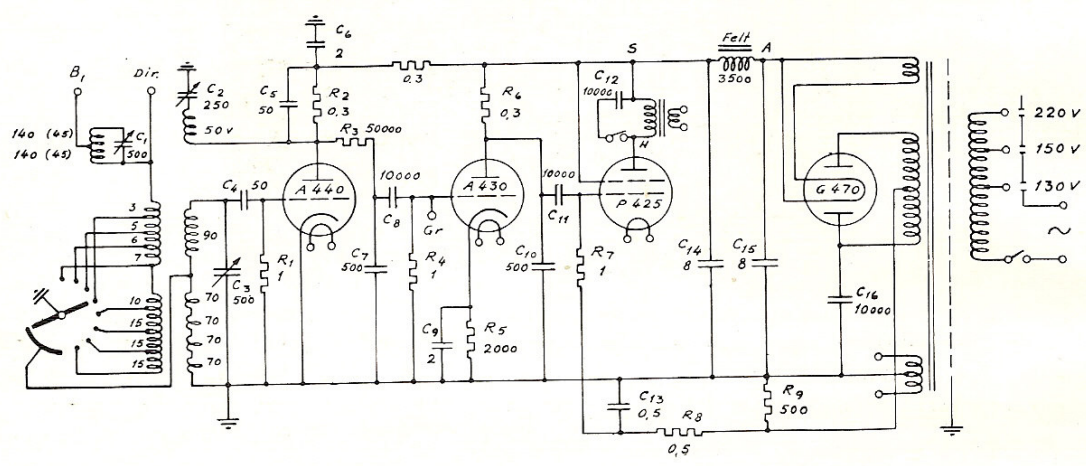 C6
2
Felt
S
A
B1
Dir.
C2
250
C5
50
R2
0,3
0,3
R6
0,3
C12
10000
3500
220v
50v
R3 50000
140 (45)
140 (45)
C1
500
H
150v
C4 50
A 440
10000
C8
A 430
10000
C11
P 425
G 470
130v
~
3
5
6
7
90
Gr
R1
1
C7
500
R4
1
C10
500
R7
1
C14
8
C15
8
C3
500
C16
10000
10
15
15
15
70
70
70
70
C9
2
R5
2000
C13
0,5
R8
0,5
R9
500